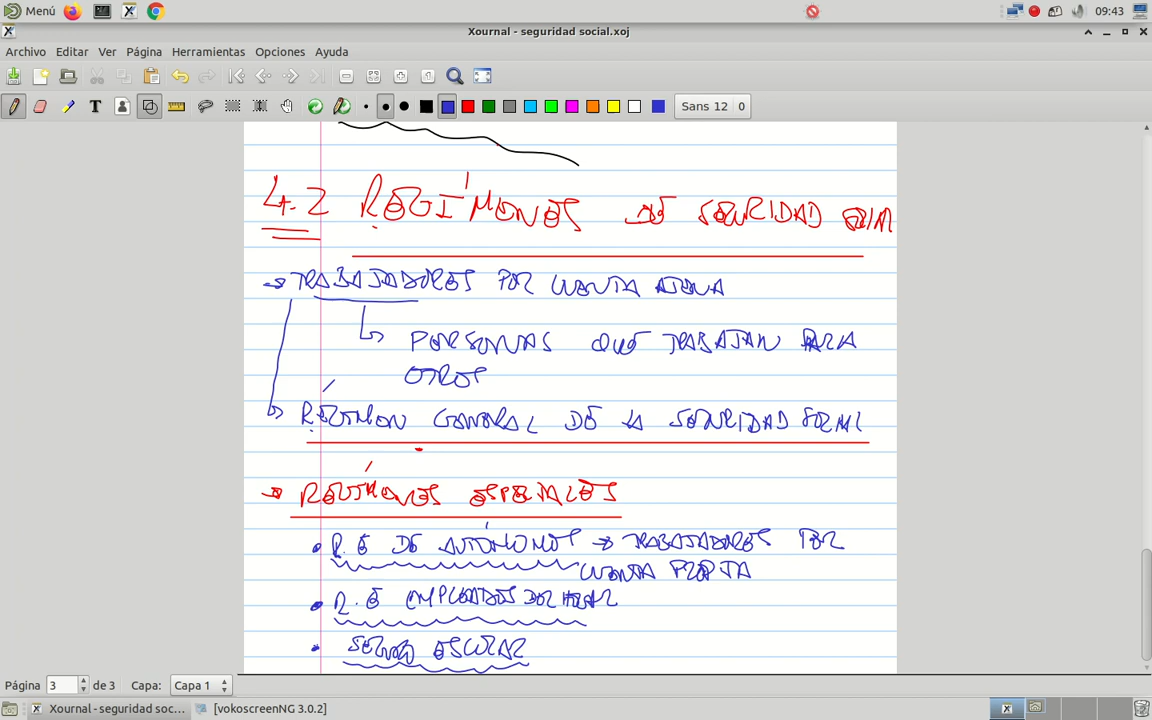 Menú 09:43
Xournal - seguridad social.xoj
Archivo Editar Ver Página Herramientas Opciones Ayuda
Sans 12 0
4.2 REGÍMENES DE SEGURIDAD SOCIAL
→ TRABAJADORES POR CUENTA AJENA
↳ PERSONAS QUE TRABAJAN PARA
OTROS
↳ RÉGIMEN GENERAL DE LA SEGURIDAD SOCIAL
→ REGÍMENES ESPECIALES
• R. E DE AUTÓNOMOS → TRABAJADORES POR
CUENTA PROPIA
• R. E EMPLEADOS DEL HOGAR
• SEGURO ESCOLAR
Página 3 de 3 Capa: Capa 1
Xournal - seguridad soc... [vokoscreenNG 3.0.2]